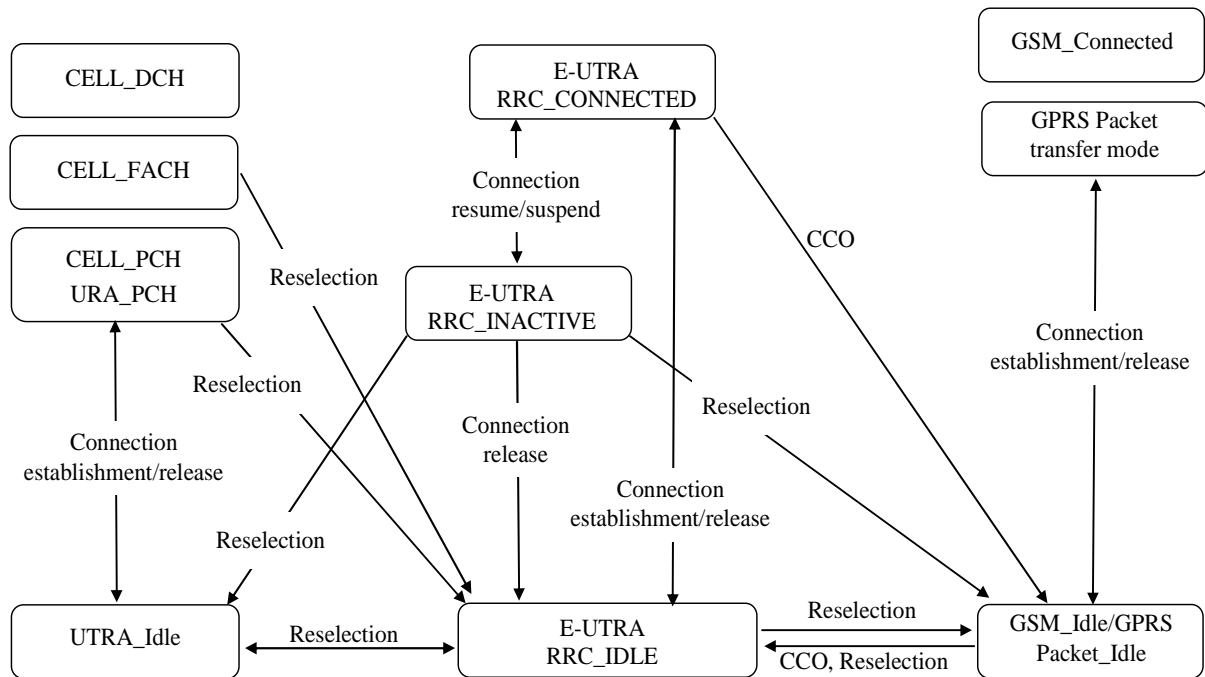 GSM_Connected
CELL_DCH
E-UTRA
RRC_CONNECTED
GPRS Packet
transfer mode
CELL_FACH
Connection
resume/suspend
CCO
CELL_PCH
URA_PCH
Reselection
E-UTRA
RRC_INACTIVE
Connection
establishment/release
Reselection
Reselection
Connection
release
Connection
establishment/release
Connection
establishment/release
Reselection
UTRA_Idle
Reselection
E-UTRA
RRC_IDLE
Reselection
CCO, Reselection
GSM_Idle/GPRS
Packet_Idle